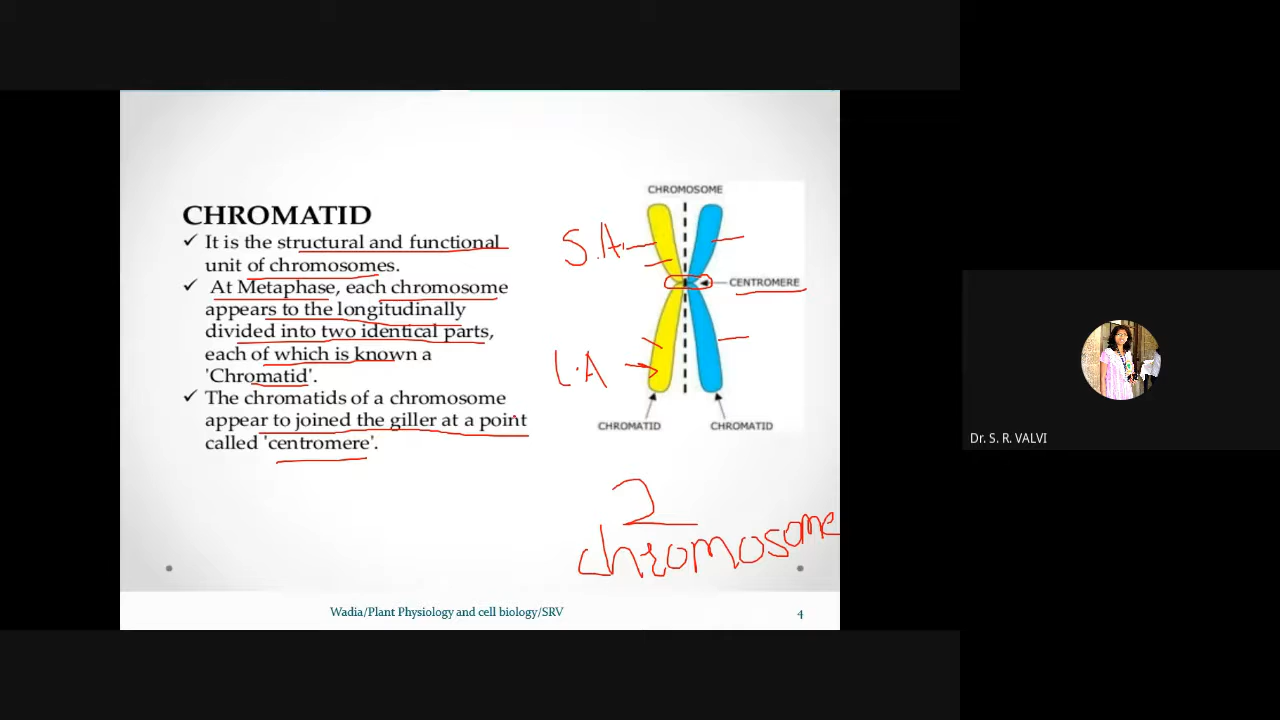 CHROMATID
✓ It is the structural and functional
unit of chromosomes.
✓ At Metaphase, each chromosome
appears to the longitudinally
divided into two identical parts,
each of which is known a
'Chromatid'.
✓ The chromatids of a chromosome
appear to joined the giller at a point
called 'centromere'.
CHROMOSOME
S.A.
CENTROMERE
L.A
CHROMATID CHROMATID
2
chromosome
Wadia/Plant Physiology and cell biology/SRV
4
Dr. S. R. VALVI